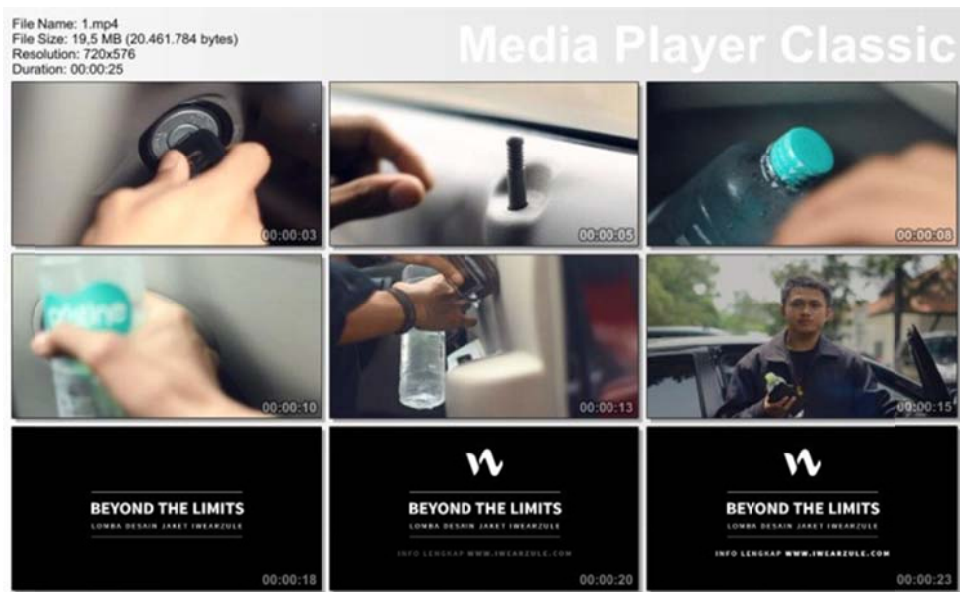 File Name: 1.mp4
File Size: 19,5 MB (20.461.784 bytes)
Resolution: 720x576
Duration: 00:00:25
Media Player Classic
00:00:03
00:00:05
00:00:08
00:00:10
00:00:13
00:00:15
BEYOND THE LIMITS
LOMBA DESAIN JAKET IWEARZULE
00:00:18
BEYOND THE LIMITS
LOMBA DESAIN JAKET IWEARZULE
INFO LENGKAP WWW.IWEARZULE.COM
00:00:20
BEYOND THE LIMITS
LOMBA DESAIN JAKET IWEARZULE
INFO LENGKAP WWW.IWEARZULE.COM
00:00:23